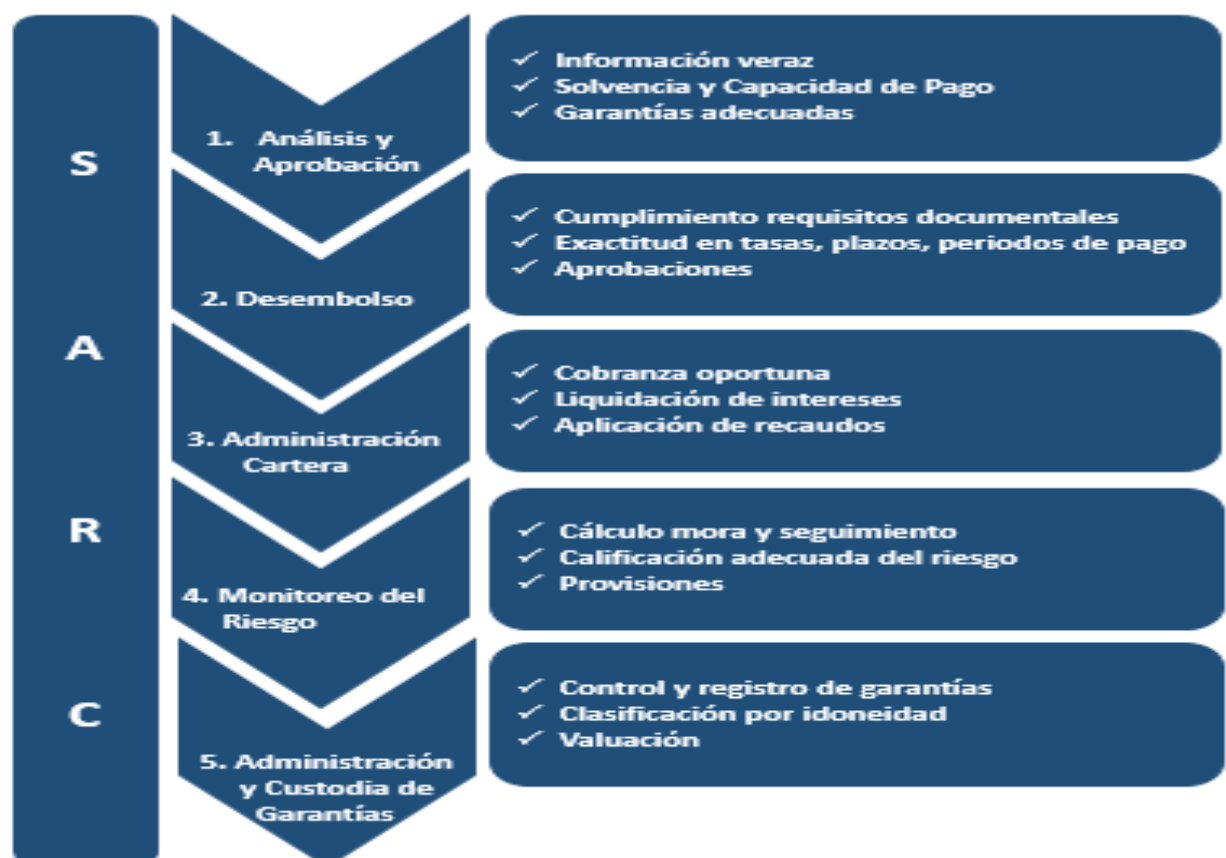 S
A
R
C
1. Análisis y
Aprobación
✓ Información veraz
✓ Solvencia y Capacidad de Pago
✓ Garantías adecuadas
2. Desembolso
✓ Cumplimiento requisitos documentales
✓ Exactitud en tasas, plazos, periodos de pago
✓ Aprobaciones
3. Administración
Cartera
✓ Cobranza oportuna
✓ Liquidación de intereses
✓ Aplicación de recaudos
4. Monitoreo del
Riesgo
✓ Cálculo mora y seguimiento
✓ Calificación adecuada del riesgo
✓ Provisiones
5. Administración
y Custodia de
Garantías
✓ Control y registro de garantías
✓ Clasificación por idoneidad
✓ Valuación